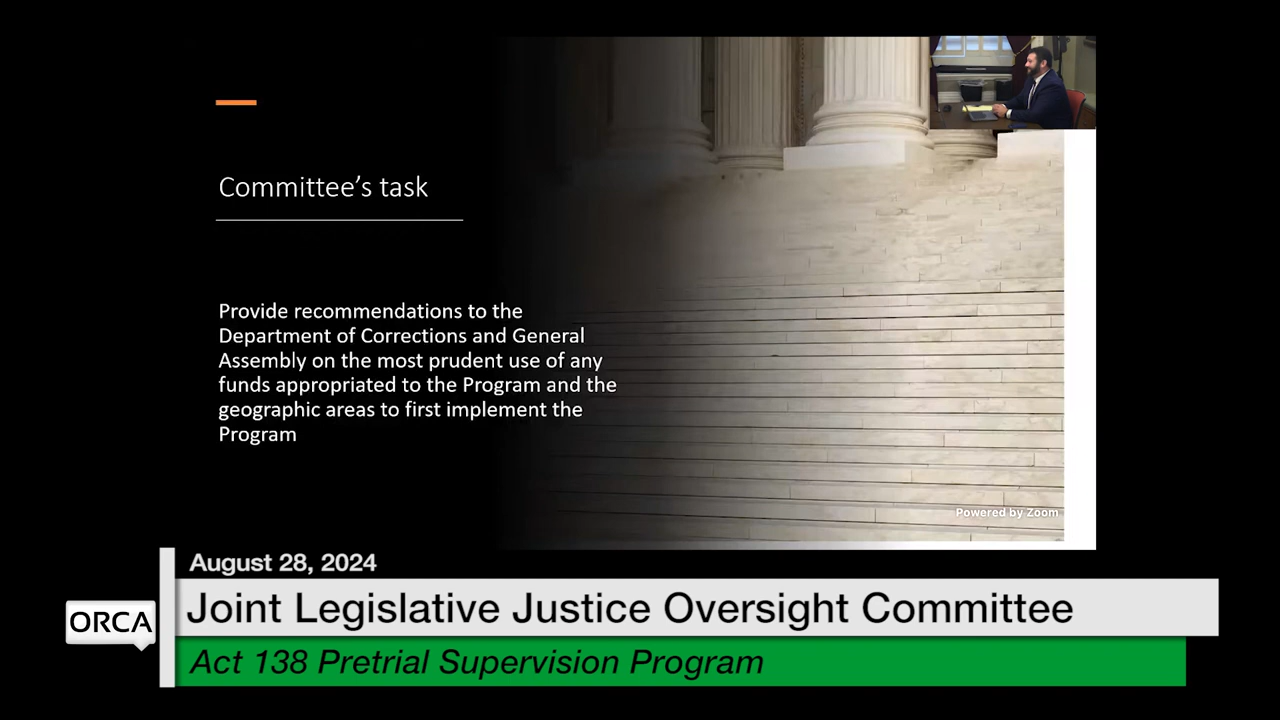 Committee's task
Provide recommendations to the
Department of Corrections and General
Assembly on the most prudent use of any
funds appropriated to the Program and the
geographic areas to first implement the
Program
Powered by Zoom
August 28, 2024
ORCA
Joint Legislative Justice Oversight Committee
Act 138 Pretrial Supervision Program